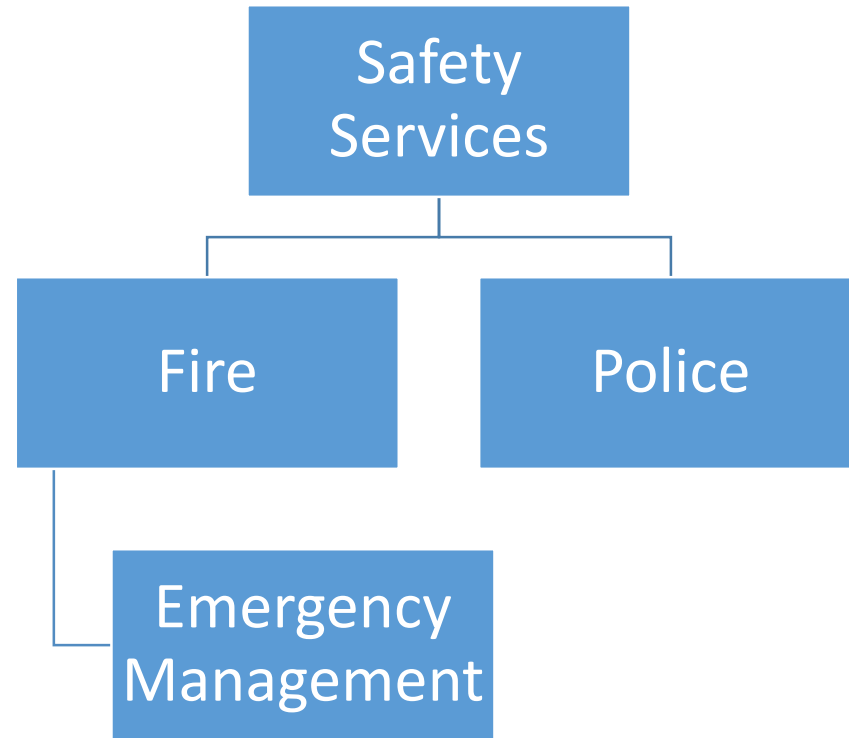 Safety
Services
Fire
Police
Emergency
Management